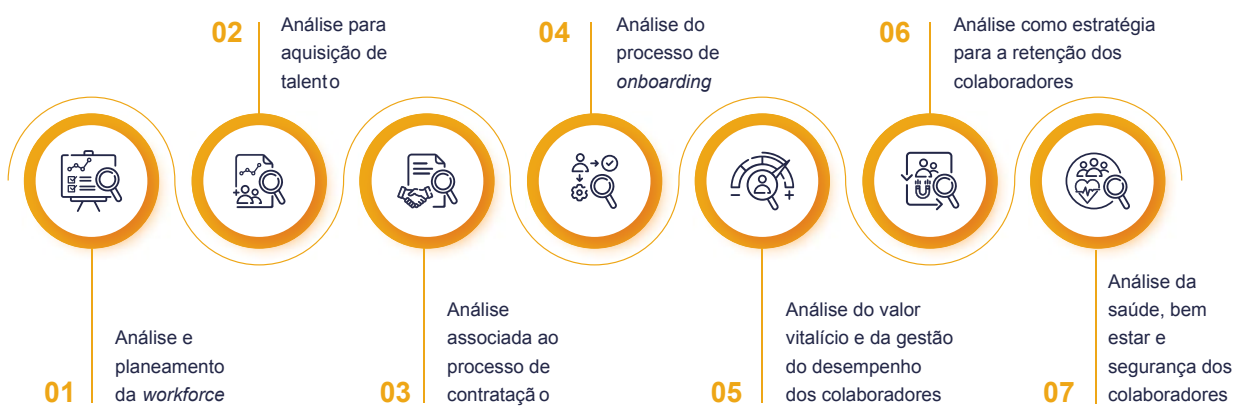 01
Análise e
planeamento
da workforce
02
Análise para
aquisição de
talento
03
Análise
associada ao
processo de
contratação
04
Análise do
processo de
onboarding
05
Análise do valor
vitalício e da gestão
do desempenho
dos colaboradores
06
Análise como estratégia
para a retenção dos
colaboradores
07
Análise da
saúde, bem
estar e
segurança dos
colaboradores